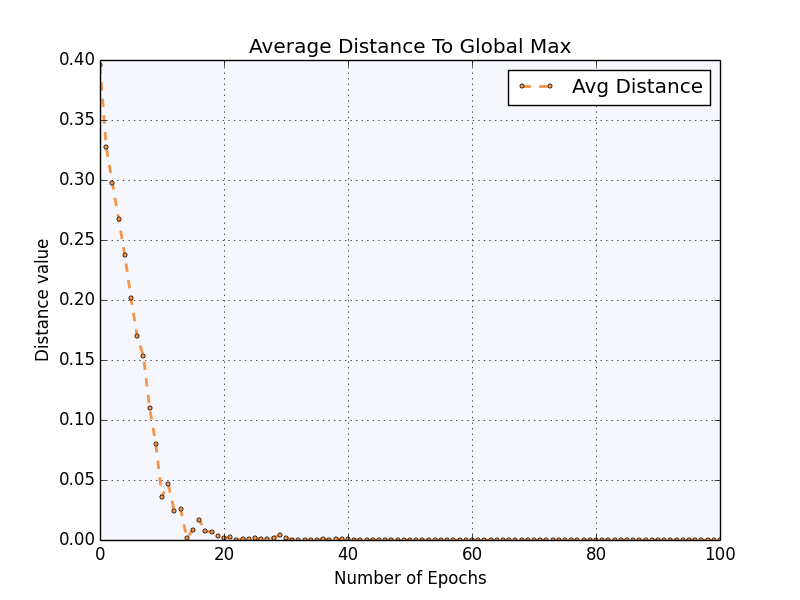 Average Distance To Global Max
Avg Distance
0.40
0.35
0.30
0.25
0.20
0.15
0.10
0.05
0.00
Distance value
0 20 40 60 80 100
Number of Epochs